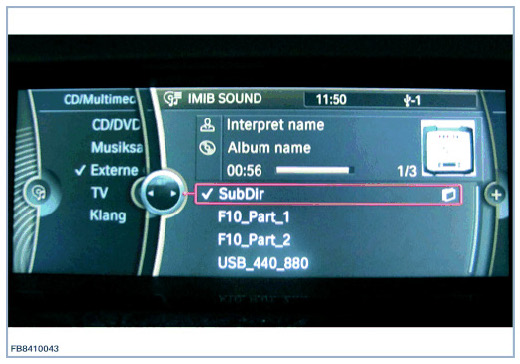 CD/Multimec
IMIB SOUND
11:50
-1
CD/DVD
Musiksa
Externe
TV
Klang
Interpret name
Album name
00:56
1/3
SubDir
F10_Part_1
F10_Part_2
USB_440_880
FB8410043